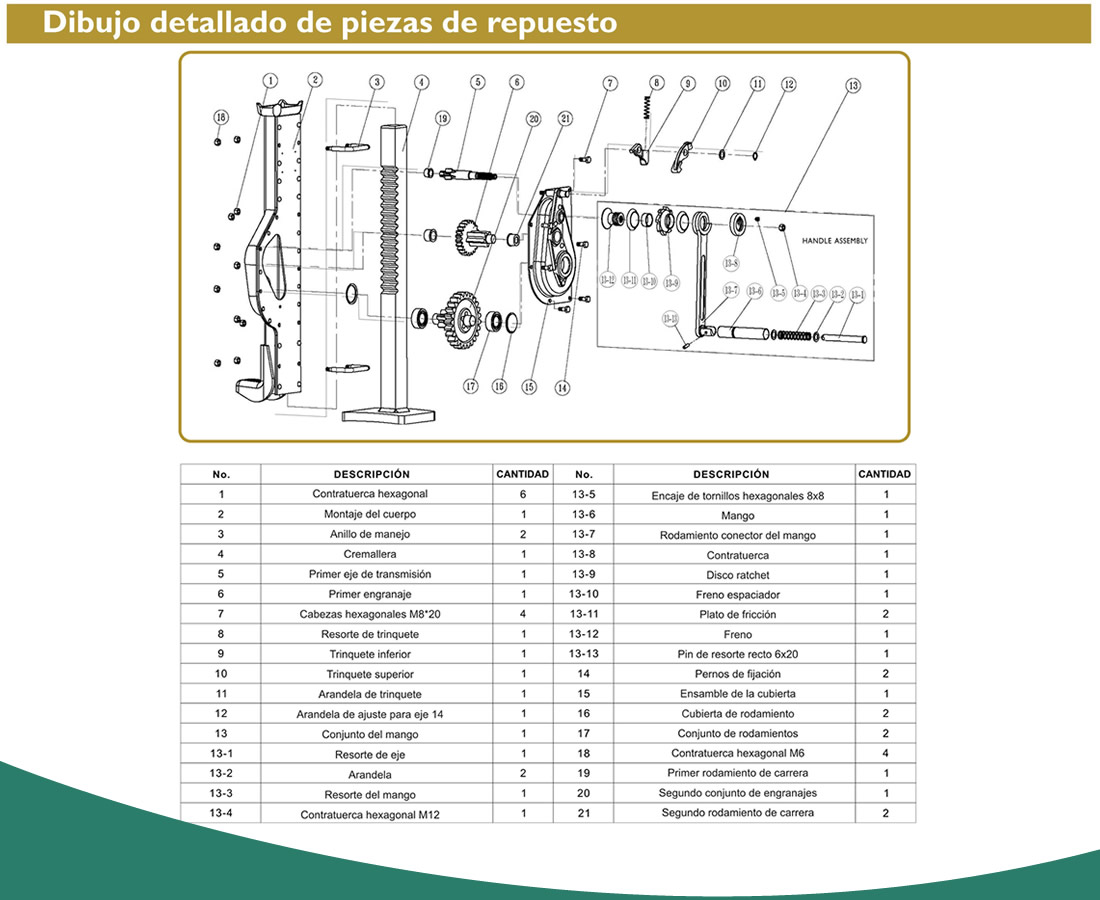 Dibujo detallado de piezas de repuesto
1 2 3 4 5 6 7 8 9 10 11 12 13
18 19 20 21
HANDLE ASSEMBLY
13-12 13-11 13-10 13-9 13-8
13-7 13-6 13-5 13-4 13-3 13-2 13-1
13-13
17 16 15 14
No. DESCRIPCIÓN CANTIDAD No. DESCRIPCIÓN CANTIDAD
1 Contratuerca hexagonal 6 13-5 Encaje de tornillos hexagonales 8x8 1
2 Montaje del cuerpo 1 13-6 Mango 1
3 Anillo de manejo 2 13-7 Rodamiento conector del mango 1
4 Cremallera 1 13-8 Contratuerca 1
5 Primer eje de transmisión 1 13-9 Disco ratchet 1
6 Primer engranaje 1 13-10 Freno espaciador 1
7 Cabezas hexagonales M8*20 4 13-11 Plato de fricción 2
8 Resorte de trinquete 1 13-12 Freno 1
9 Trinquete inferior 1 13-13 Pin de resorte recto 6x20 1
10 Trinquete superior 1 14 Pernos de fijación 2
11 Arandela de trinquete 1 15 Ensamble de la cubierta 1
12 Arandela de ajuste para eje 14 1 16 Cubierta de rodamiento 2
13 Conjunto del mango 1 17 Conjunto de rodamientos 2
13-1 Resorte de eje 1 18 Contratuerca hexagonal M6 4
13-2 Arandela 2 19 Primer rodamiento de carrera 1
13-3 Resorte del mango 1 20 Segundo conjunto de engranajes 1
13-4 Contratuerca hexagonal M12 1 21 Segundo rodamiento de carrera 2